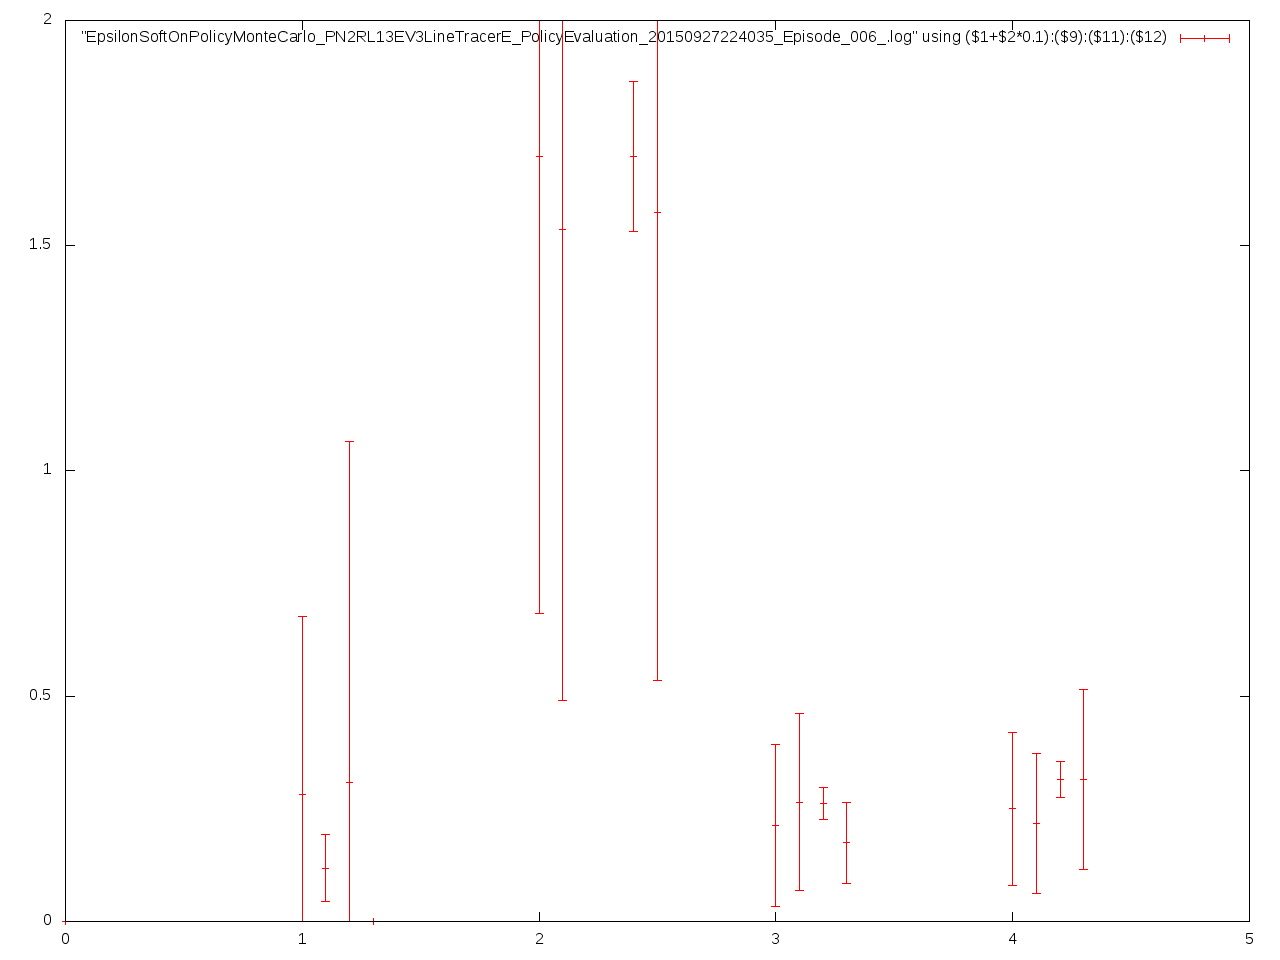 2
"EpsilonSoftOnPolicyMonteCarlo_PN2RL13EV3LineTracerE_PolicyEvaluation_20150927224035_Episode_006_.log" using ($1+$2*0.1):($9):($11):($12)
1.5
1
0.5
0
0 1 2 3 4 5